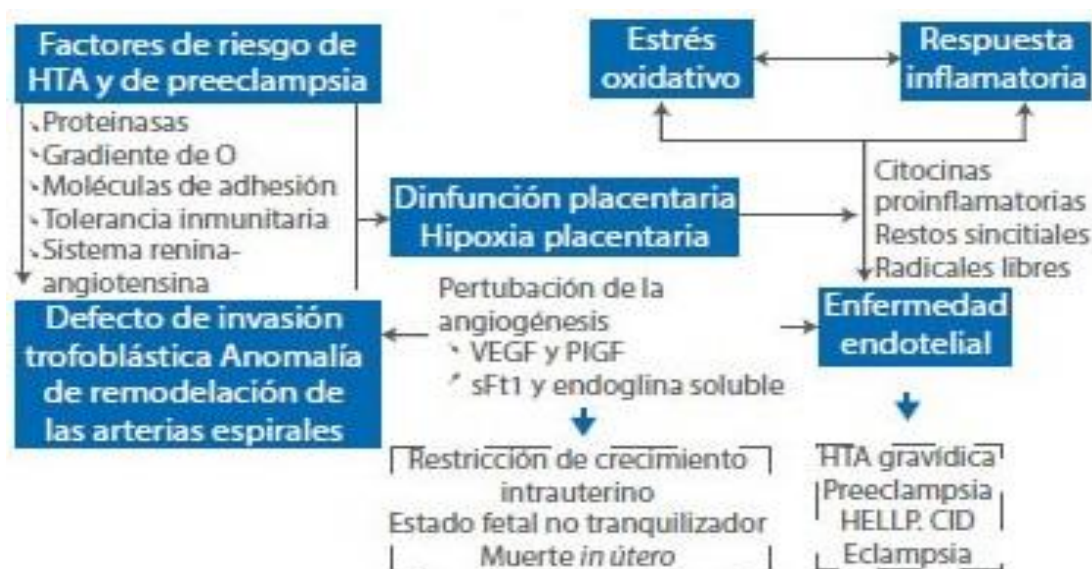 Factores de riesgo de
HTA y de preeclampsia
Proteinasas
Gradiente de O
Moléculas de adhesión
Tolerancia inmunitaria
Sistema renina-
angiotensina
Defecto de invasión
trofoblástica Anomalía
de remodelación de
las arterias espirales
Dinfunción placentaria
Hipoxia placentaria
Pertubación de la
angiogénesis
VEGF y PIGF
sFt1 y endoglina soluble
Restricción de crecimiento
intrauterino
Estado fetal no tranquilizador
Muerte in útero
Estrés
oxidativo
Respuesta
inflamatoria
Citocinas
proinflamatorias
Restos sincitiales
Radicales libres
Enfermedad
endotelial
HTA gravídica
Preeclampsia
HELLP. CID
Eclampsia